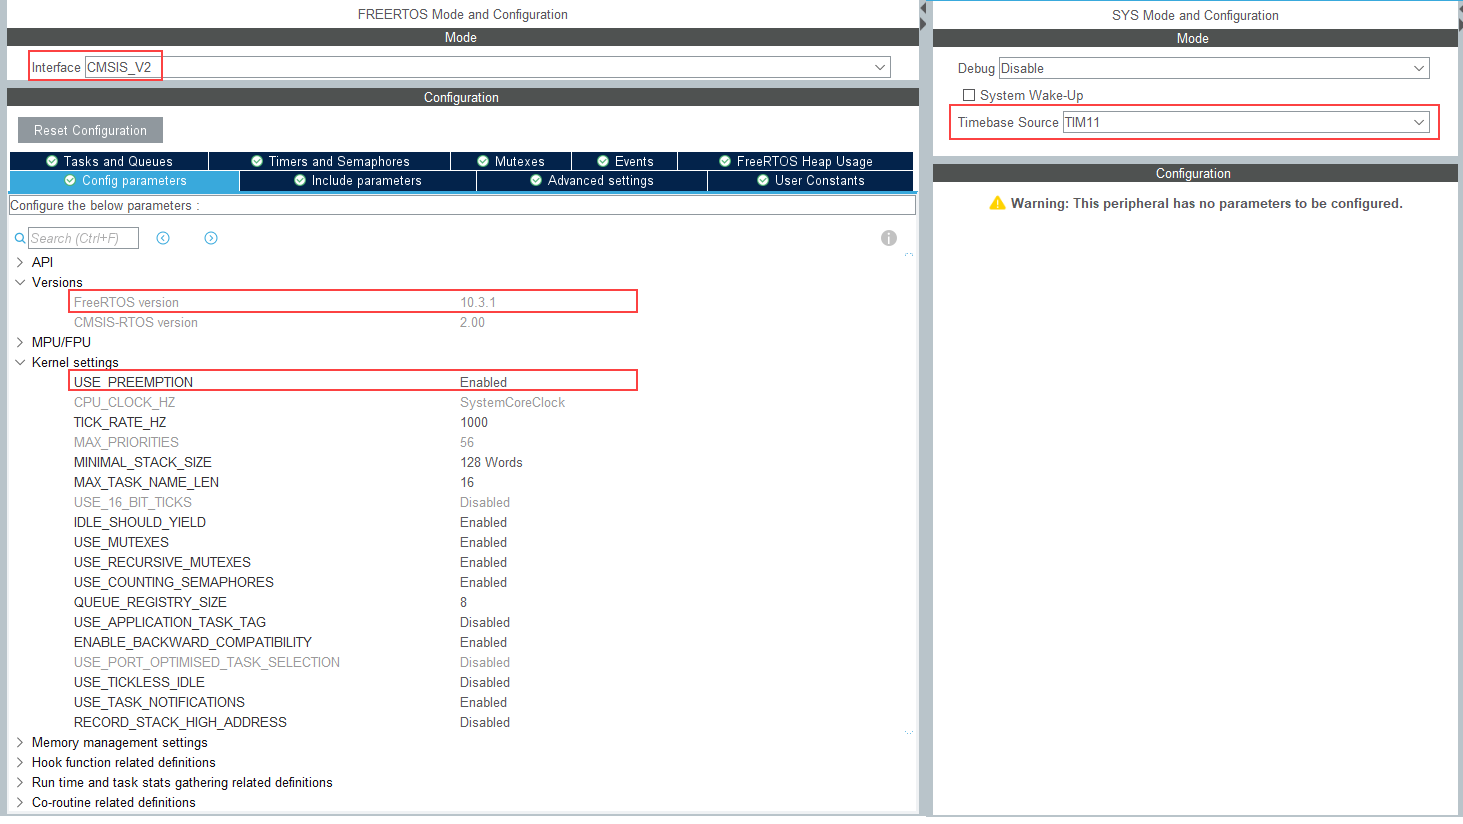 FREERTOS Mode and Configuration
Mode
Interface CMSIS_V2
Configuration
Reset Configuration
Tasks and Queues Timers and Semaphores Mutexes Events FreeRTOS Heap Usage
Config parameters Include parameters Advanced settings User Constants
Configure the below parameters :
Search (Ctrl+F)
API
Versions
FreeRTOS version 10.3.1
CMSIS-RTOS version 2.00
MPU/FPU
Kernel settings
USE_PREEMPTION Enabled
CPU_CLOCK_HZ SystemCoreClock
TICK_RATE_HZ 1000
MAX_PRIORITIES 56
MINIMAL_STACK_SIZE 128 Words
MAX_TASK_NAME_LEN 16
USE_16_BIT_TICKS Disabled
IDLE_SHOULD_YIELD Enabled
USE_MUTEXES Enabled
USE_RECURSIVE_MUTEXES Enabled
USE_COUNTING_SEMAPHORES Enabled
QUEUE_REGISTRY_SIZE 8
USE_APPLICATION_TASK_TAG Disabled
ENABLE_BACKWARD_COMPATIBILITY Enabled
USE_PORT_OPTIMISED_TASK_SELECTION Disabled
USE_TICKLESS_IDLE Disabled
USE_TASK_NOTIFICATIONS Enabled
RECORD_STACK_HIGH_ADDRESS Disabled
Memory management settings
Hook function related definitions
Run time and task stats gathering related definitions
Co-routine related definitions
SYS Mode and Configuration
Mode
Debug Disable
System Wake-Up
Timebase Source TIM11
Configuration
Warning: This peripheral has no parameters to be configured.